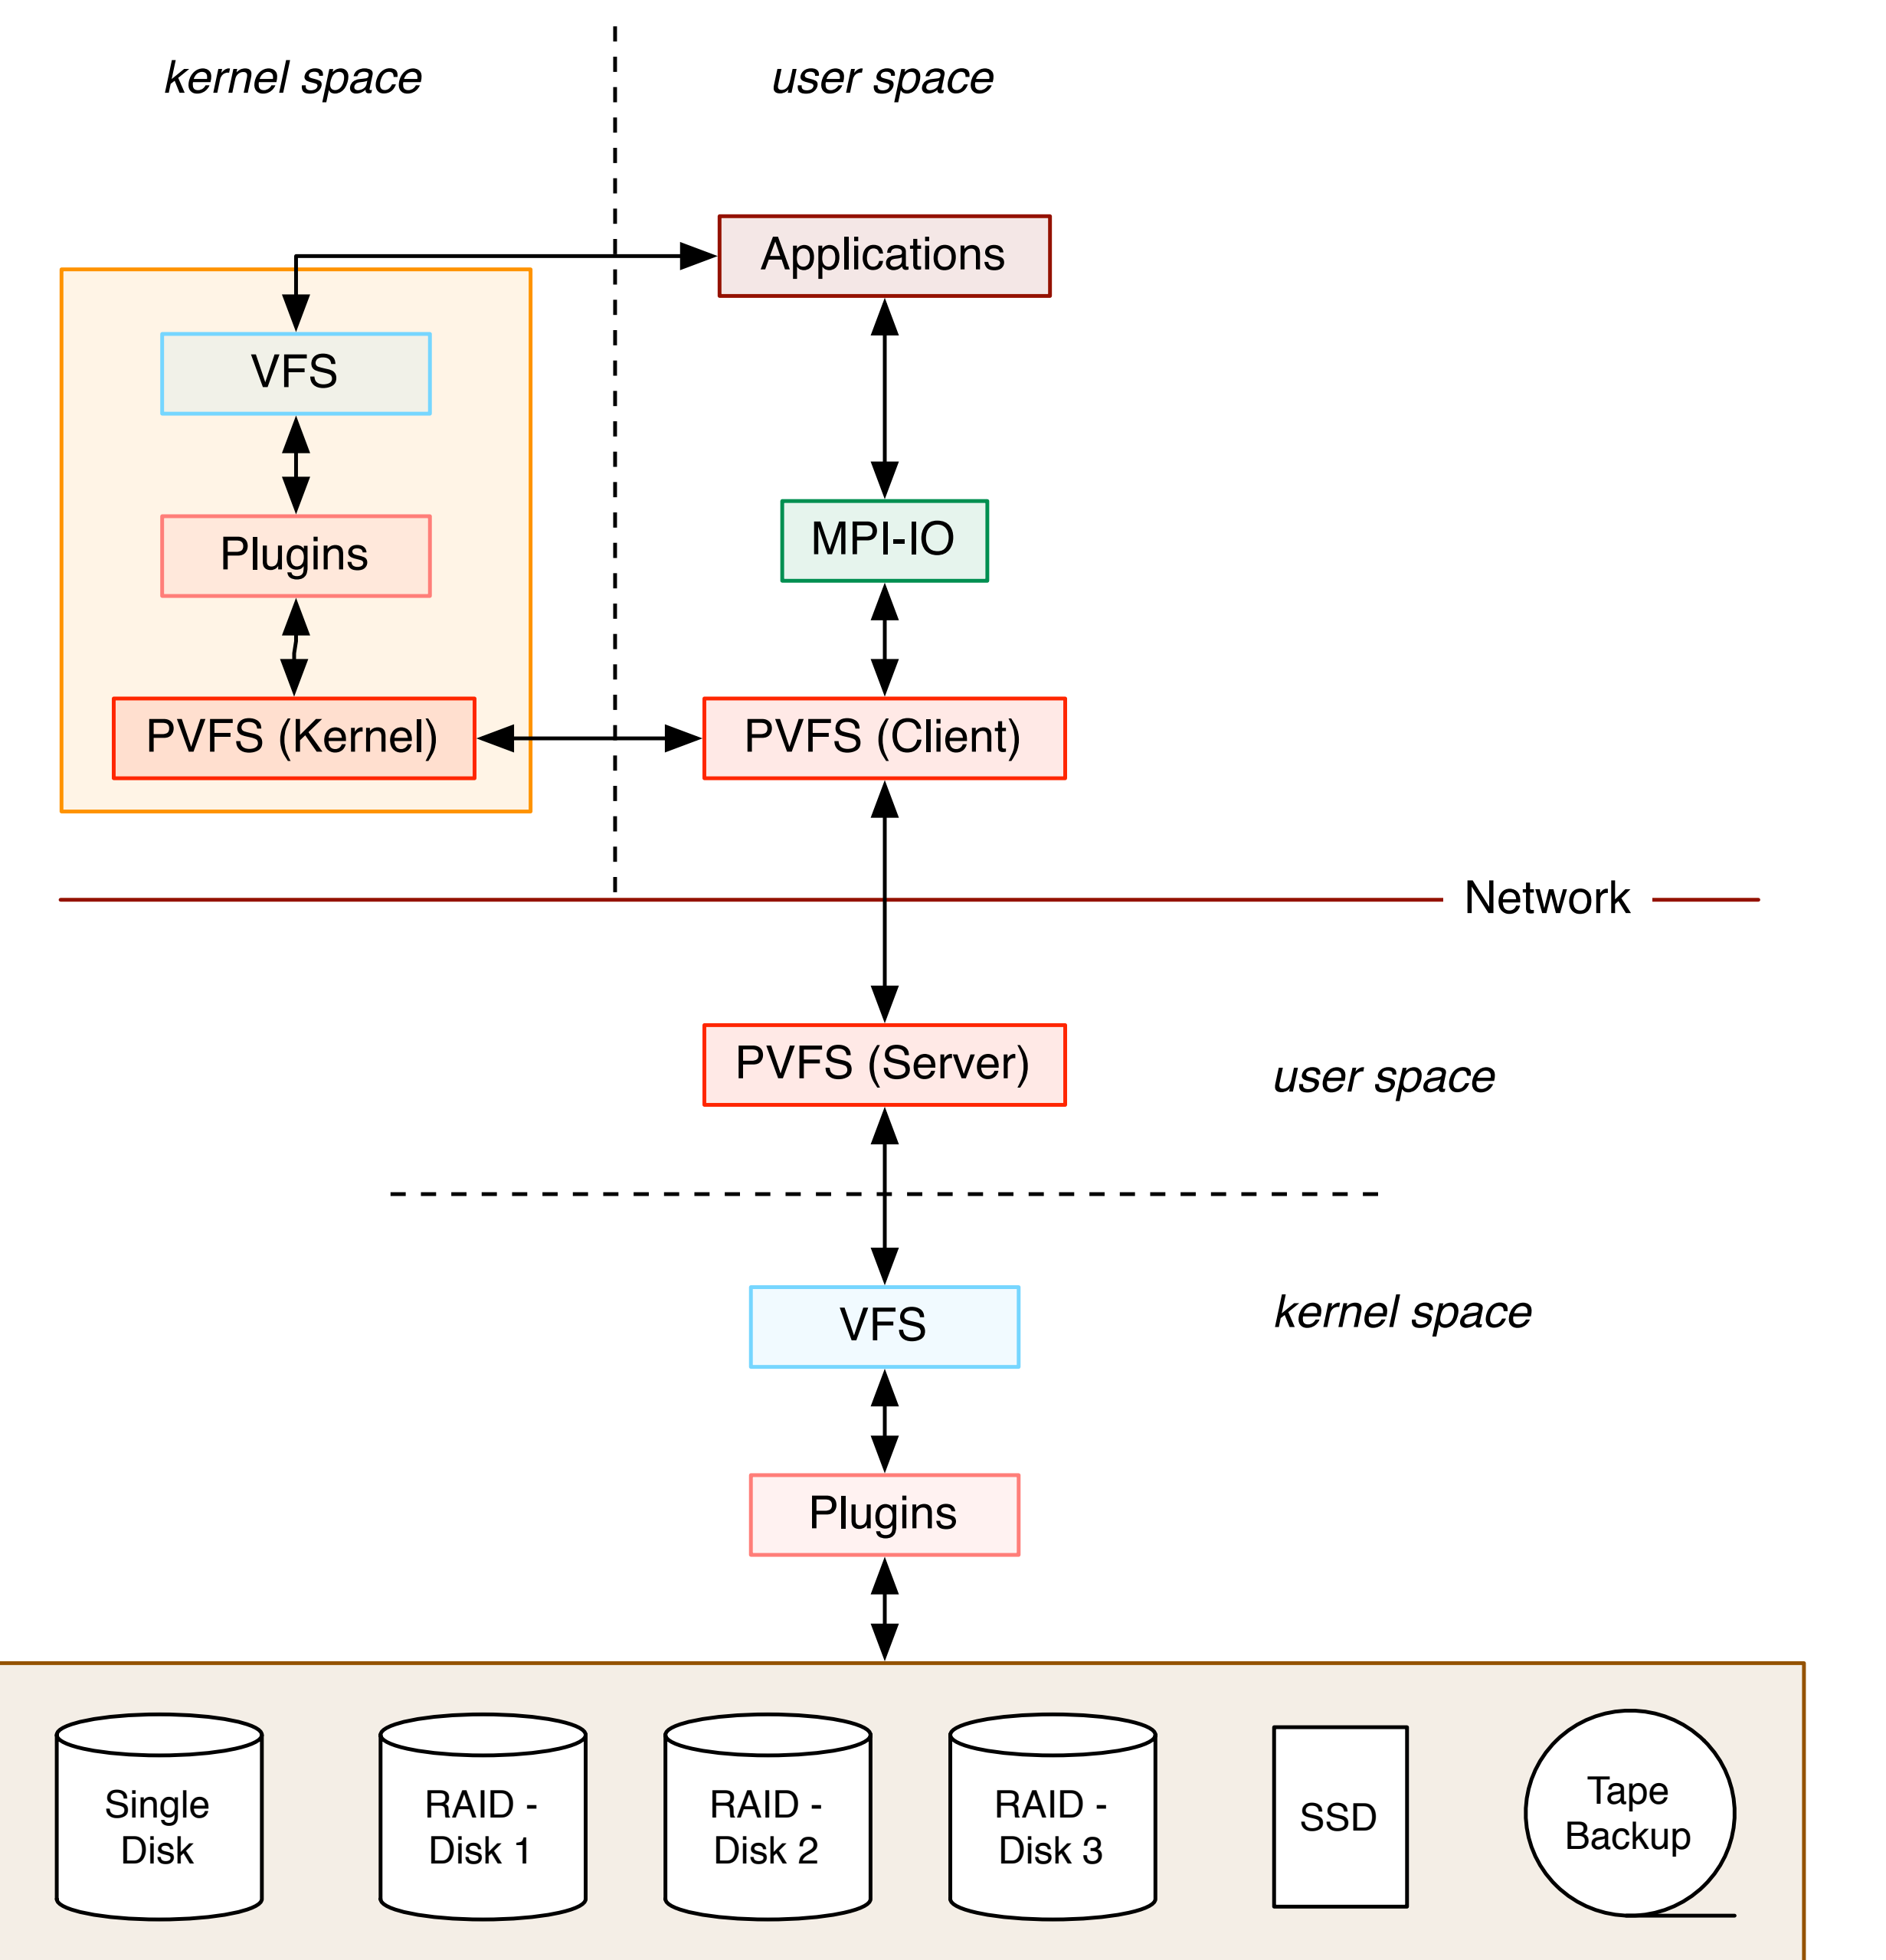 kernel space
user space
Applications
VFS
Plugins
MPI-IO
PVFS (Kernel)
PVFS (Client)
Network
PVFS (Server)
user space
VFS
kernel space
Plugins
Single
Disk
RAID -
Disk 1
RAID -
Disk 2
RAID -
Disk 3
SSD
Tape
Backup